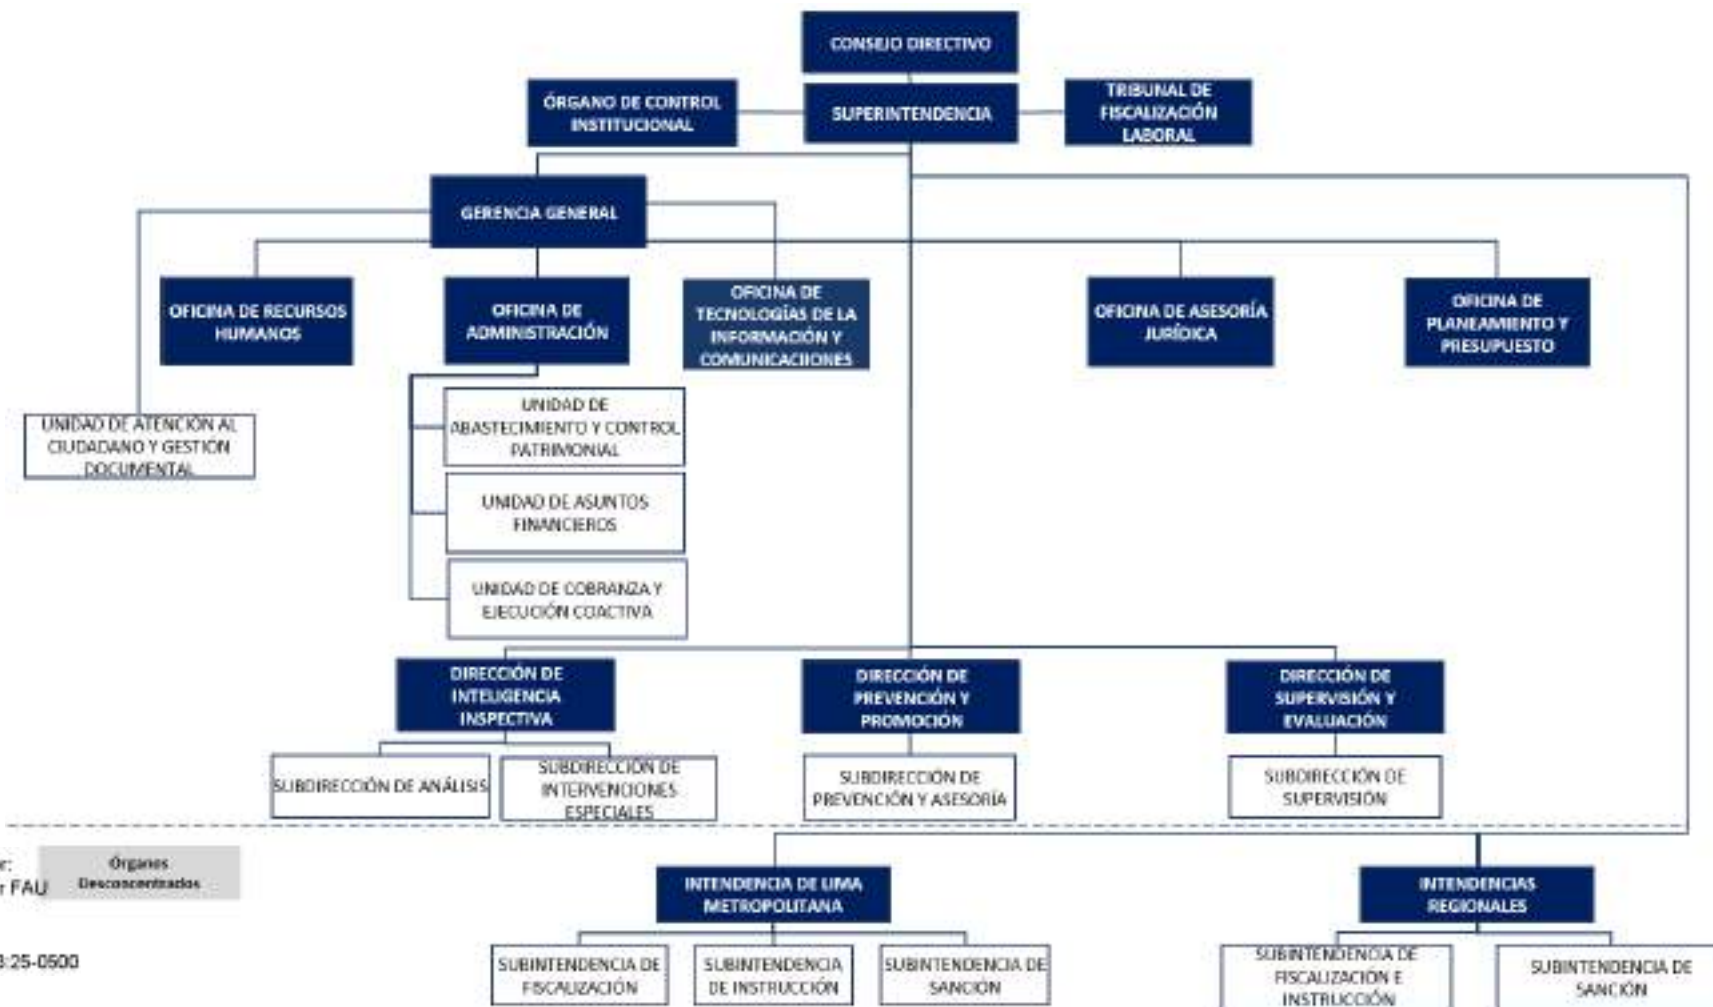 CONSEJO DIRECTIVO
ÓRGANO DE CONTROL
INSTITUCIONAL
SUPERINTENDENCIA
TRIBUNAL DE
FISCALIZACIÓN
LABORAL
GERENCIA GENERAL
OFICINA DE RECURSOS
HUMANOS
OFICINA DE
ADMINISTRACIÓN
OFICINA DE
TECNOLOGÍAS DE LA
INFORMACIÓN Y
COMUNICACIIONES
OFICINA DE ASESORÍA
JURÍDICA
OFICINA DE
PLANEAMIENTO Y
PRESUPUESTO
UNIDAD DE ATENCIÓN AL
CIUDADANO Y GESTIÓN
DOCUMENTAL
UNIDAD DE
ABASTECIMIENTO Y CONTROL
PATRIMONIAL
UNIDAD DE ASUNTOS
FINANCIEROS
UNIDAD DE COBRANZA Y
EJECUCIÓN COACTIVA
DIRECCIÓN DE
INTELIGENCIA
INSPECTIVA
DIRECCIÓN DE
PREVENCIÓN Y
PROMOCIÓN
DIRECCIÓN DE
SUPERVISIÓN Y
EVALUACIÓN
SUBDIRECCIÓN DE ANÁLISIS
SUBDIRECCIÓN DE
INTERVENCIONES
ESPECIALES
SUBDIRECCIÓN DE
PREVENCIÓN Y ASESORÍA
SUBDIRECCIÓN DE
SUPERVISIÓN
r:
r FAU
Órganos
Desconcentrados
INTENDENCIA DE LIMA
METROPOLITANA
INTENDENCIAS
REGIONALES
:25-0500
SUBINTENDENCIA DE
FISCALIZACIÓN
SUBINTENDENCIA
DE INSTRUCCIÓN
SUBINTENDENCIA DE
SANCIÓN
SUBINTENDENCIA DE
FISCALIZACIÓN E
INSTRUCCIÓN
SUBINTENDENCIA DE
SANCIÓN